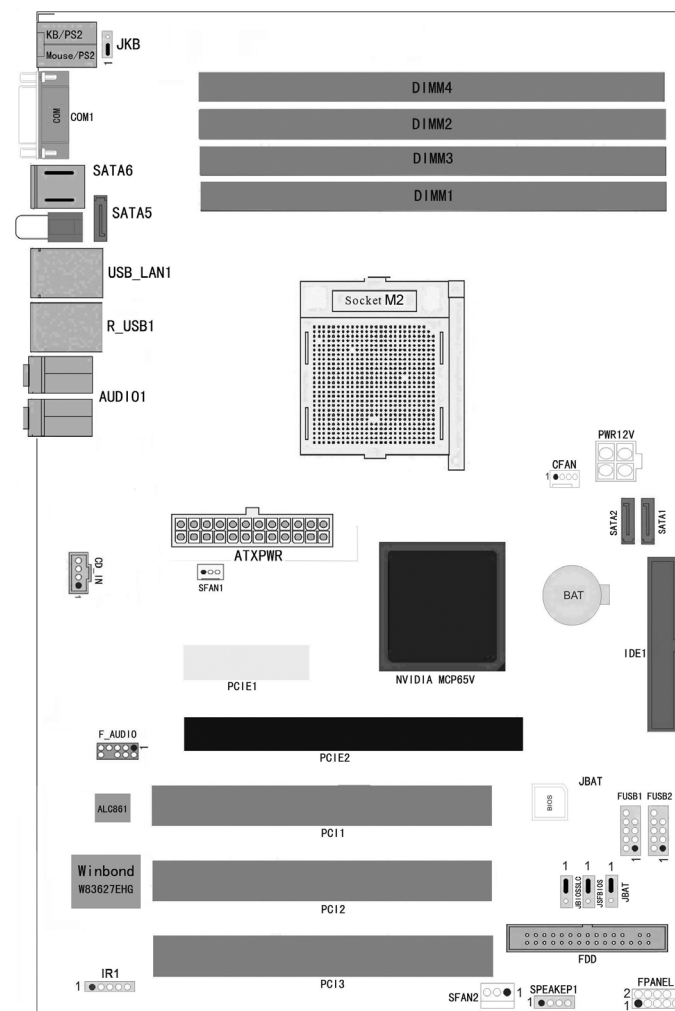 KB/PS2
JKB
Mouse/PS2
1
COM
COM1
DIMM4
DIMM2
DIMM3
DIMM1
SATA6
SATA5
USB_LAN1
R_USB1
AUDIO1
Socket M2
PWR12V
CFAN
1
SATA2
SATA1
ATXPWR
SFAN1
CD_IN
1
BAT
IDE1
NVIDIA MCP65V
PCIE1
F_AUDIO
1
PCIE2
JBAT
BIOS
FUSB1
FUSB2
ALC861
PCI1
1
1
Winbond
W83627EHG
1
1
1
JBIOSSLC
JSFBIOS
JBAT
PCI2
FDD
IR1
1
PCI3
SFAN2
1
SPEAKEP1
1
FPANEL
2
1